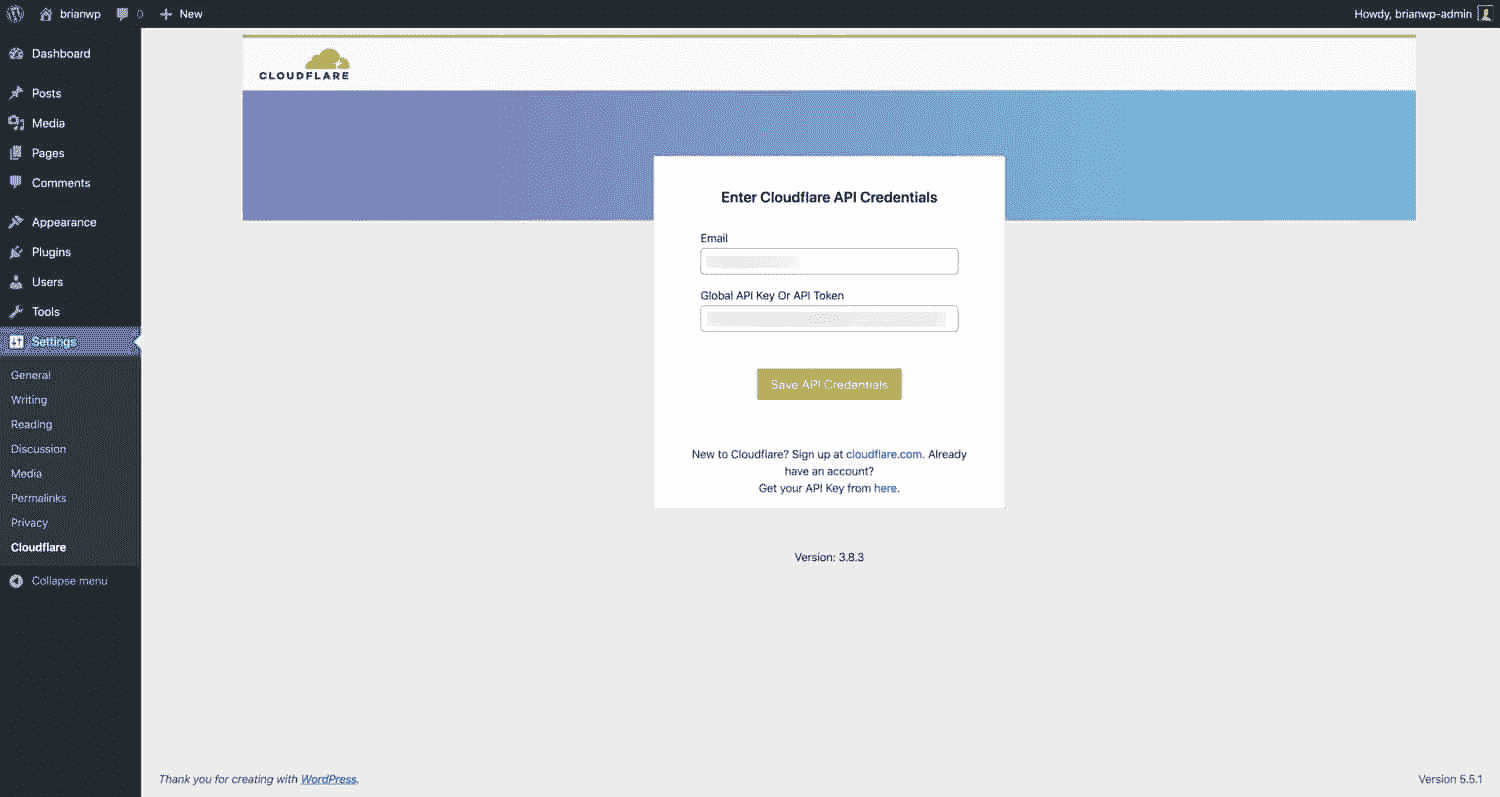 brianwp 0 New Howdy, brianwp-admin
Dashboard
Posts
Media
Pages
Comments
Appearance
Plugins
Users
Tools
Settings
General
Writing
Reading
Discussion
Media
Permalinks
Privacy
Cloudflare
Collapse menu
CLOUDFLARE
Enter Cloudflare API Credentials
Email
Global API Key Or API Token
Save API Credentials
New to Cloudflare? Sign up at cloudflare.com. Already
have an account?
Get your API Key from here.
Version: 3.8.3
Thank you for creating with WordPress. Version 5.5.1